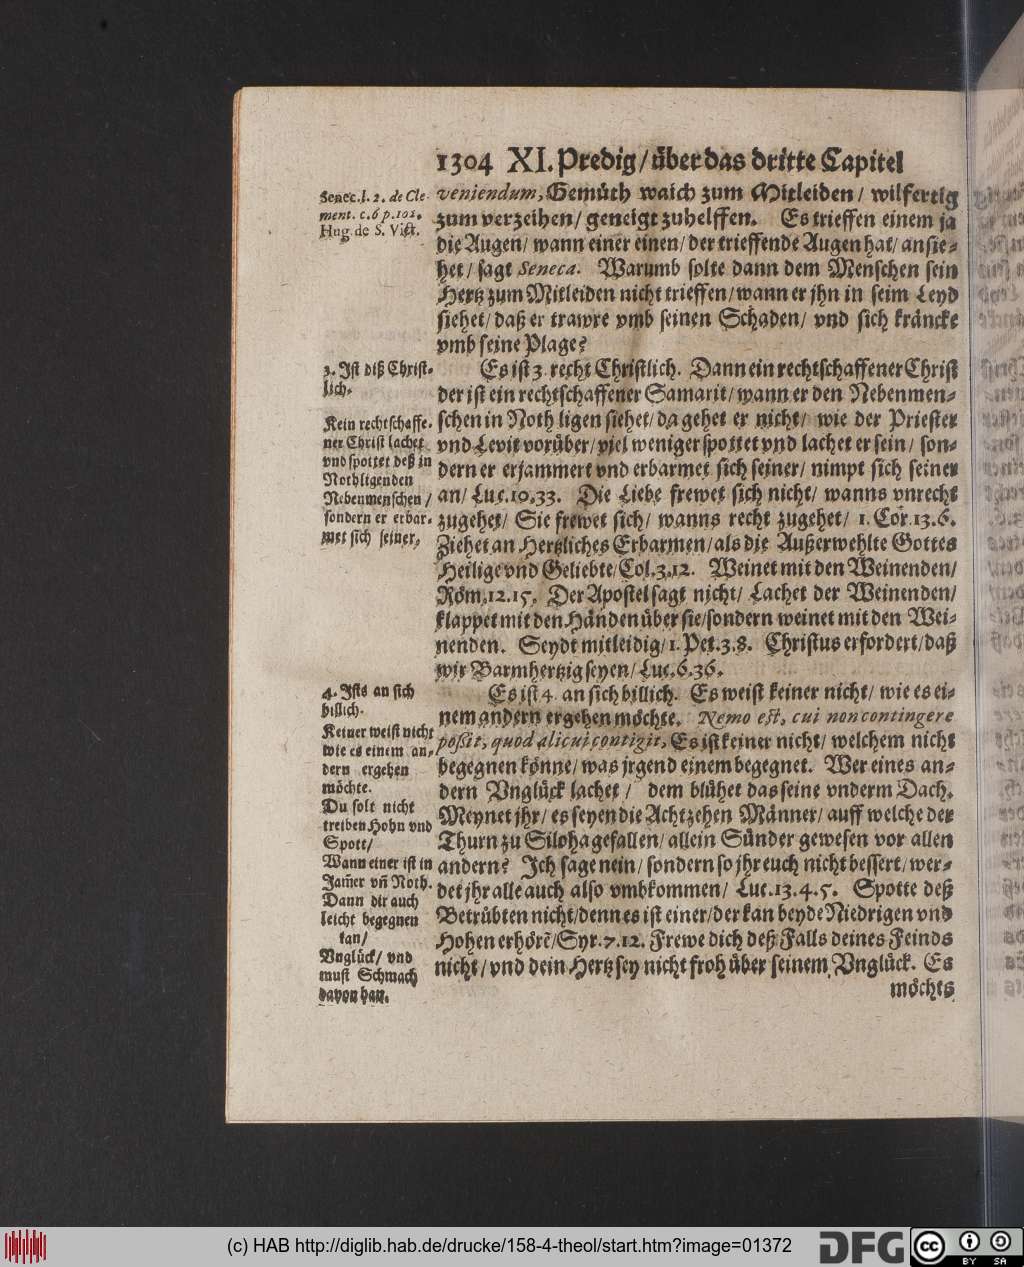 1304 XI. Predig/über das dritte Capitel
veniendum, Gemüth waich zum Mitleiden/ wilfertig
zum verzeihen/ geneigt zuhelffen. Es trieffen einem ja
die Augen/ wann einer einen/ der trieffende Augen hat/ ansie-
het/ sagt Seneca. Warumb solte dann dem Menschen sein
Hertz zum Mitleiden nicht trieffen/ wann er jhn in seim Leyd
siehet/ daß er trawre vmb seinen Schaden/ vnd sich kräncke
vmb seine Plage?
Es ist 3. recht Christlich. Dann ein rechtschaffener Christ
der ist ein rechtschaffener Samarit/ wann er den Nebenmen-
schen in Noth ligen siehet/ da gehet er nicht/ wie der Priester
vnd Levit vorüber/ viel weniger spottet vnd lachet er sein/ son-
dern er erjammert vnd erbarmet sich seiner/ nimpt sich seiner
an/ Luc. 10.33. Die Liebe frewet sich nicht/ wanns vnrecht
zugehet/ Sie frewet sich/ wanns recht zugehet/ 1. Cor. 13.6.
Ziehet an Hertzliches Erbarmen/ als die Außerwehlte Gottes
Heilige vnd Geliebte/ Col. 3.12. Weinet mit den Weinenden/
Röm. 12.15. Der Apostel sagt nicht/ Lachet der Weinenden/
klappet mit den Händen über sie/ sondern weinet mit den Wei-
nenden. Seydt mitleidig/ 1. Pet. 3.8. Christus erfordert/ daß
wir Barmhertzig seyen/ Luc. 6.36.
Es ist 4. an sich billich. Es weist keiner nicht/ wie es ei-
nem andern ergehen möchte. Nemo est, cui non contingere
poßit, quod alicui contigit, Es ist keiner nicht/ welchem nicht
begegnen könne/ was jrgend einem begegnet. Wer eines an-
dern Vnglück lachet/ dem blühet das seine vnderm Dach.
Meynet jhr/ es seyen die Achtzehen Männer/ auff welche der
Thurn zu Siloha gefallen/ allein Sünder gewesen vor allen
andern? Ich sage nein/ sondern so jhr euch nicht bessert/ wer-
det jhr alle auch also vmbkommen/ Luc. 13.4.5. Spotte deß
Betrübten nicht/ denn es ist einer/ der kan beyde Niedrigen vnd
Hohen erhörē/ Syr. 7.12. Frewe dich deß Falls deines Feinds
nicht/ vnd dein Hertz sey nicht froh über seinem Vnglück. Es
möchts
Senec. l. 2. de Cle-
ment. c. 6 p. 102.
Hug. de S. Vict.
3. Ist diß Christ-
lich.
Kein rechtschaffe-
ner Christ lachet
vnd spottet deß in
Nothligenden
Nebenmenschen/
sondern er erbar-
met sich seiner.
4. Ists an sich
billich.
Keiner weist nicht
wie es einem an-
dern ergehen
möchte.
Du solt nicht
treiben Hohn vnd
Spott/
Wann einer ist in
Jam̄er vn̄ Noth.
Dann dir auch
leicht begegnen
kan/
Vnglück/ vnd
must Schmach
davon han.
(c) HAB http://diglib.hab.de/drucke/158-4-theol/start.htm?image=01372
DFG
cc
BY SA